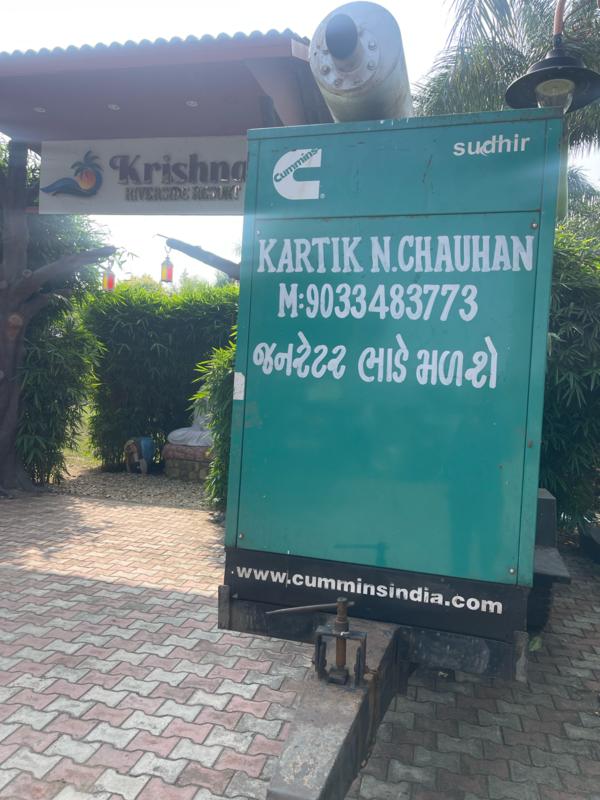 Krishna
RIVERSIDE RESORT
Cummins
sudhir
KARTIK N.CHAUHAN
M:9033483773
જનરેટર ભાડે મળશે
www.cumminsindia.com